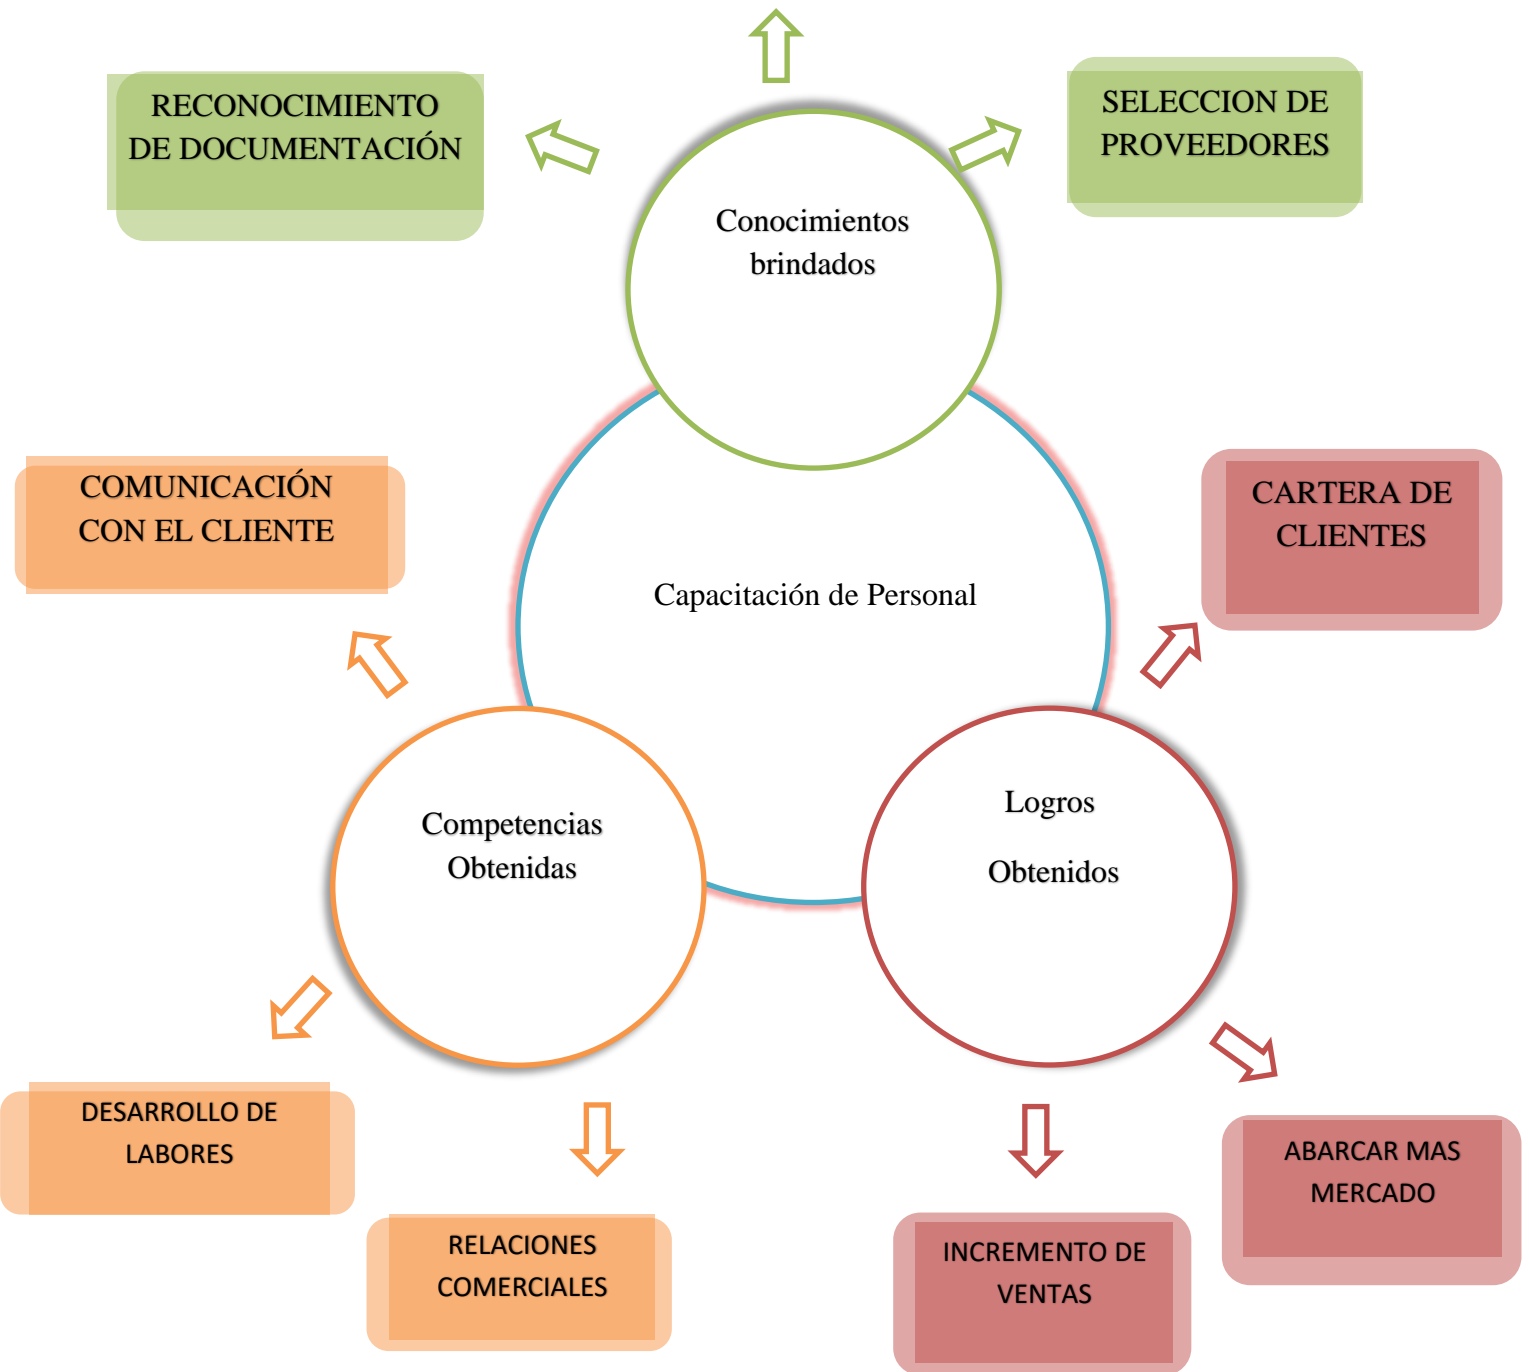 RECONOCIMIENTO
DE DOCUMENTACIÓN
SELECCION DE
PROVEEDORES
Conocimientos
brindados
COMUNICACIÓN
CON EL CLIENTE
CARTERA DE
CLIENTES
Capacitación de Personal
Competencias
Obtenidas
Logros
Obtenidos
DESARROLLO DE
LABORES
RELACIONES
COMERCIALES
INCREMENTO DE
VENTAS
ABARCAR MAS
MERCADO